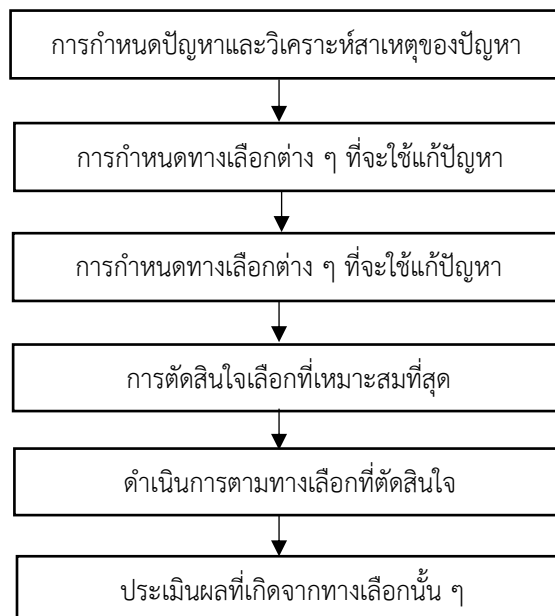 การกำหนดปัญหาและวิเคราะห์สาเหตุของปัญหา
การกำหนดทางเลือกต่าง ๆ ที่จะใช้แก้ปัญหา
การกำหนดทางเลือกต่าง ๆ ที่จะใช้แก้ปัญหา
การตัดสินใจเลือกที่เหมาะสมที่สุด
ดำเนินการตามทางเลือกที่ตัดสินใจ
ประเมินผลที่เกิดจากทางเลือกนั้น ๆ